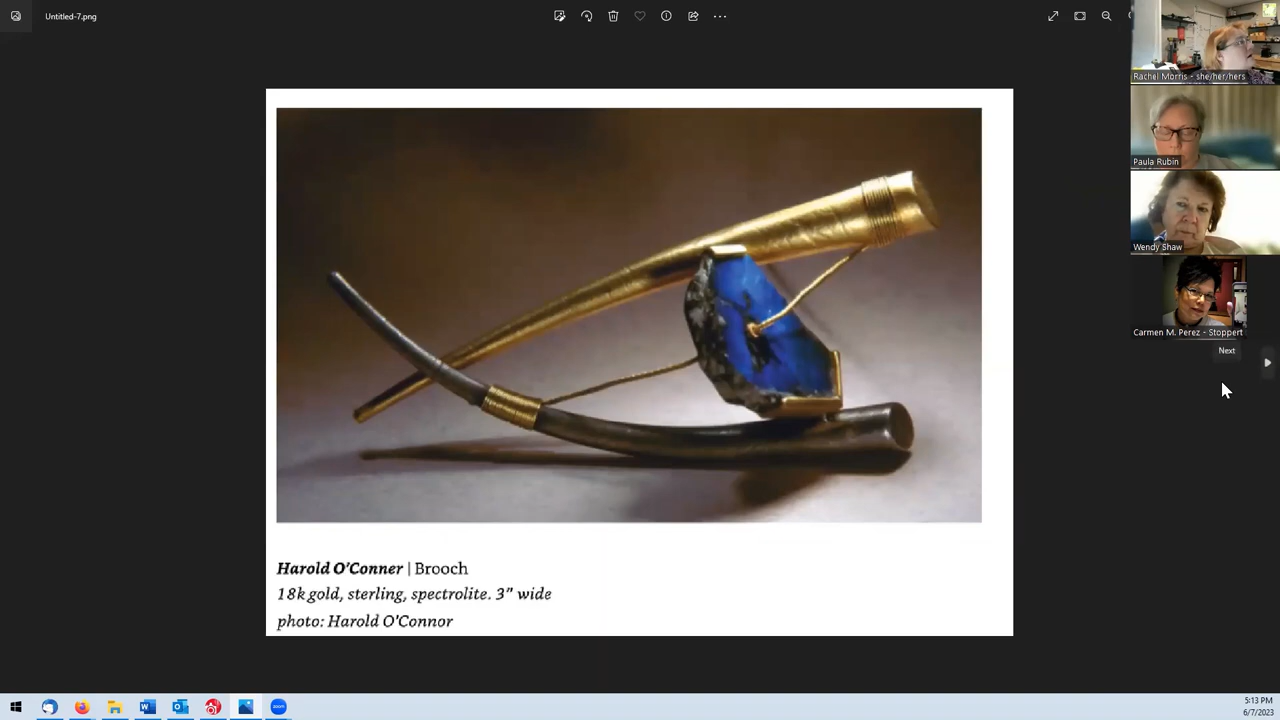 Untitled-7.png
Rachel Morris - she/her/hers
Paula Rubin
Wendy Shaw
Carmen M. Perez - Stoppert
Next
Harold O'Conner | Brooch
18k gold, sterling, spectrolite. 3" wide
photo: Harold O'Connor
zoom
5:13 PM
6/7/2023